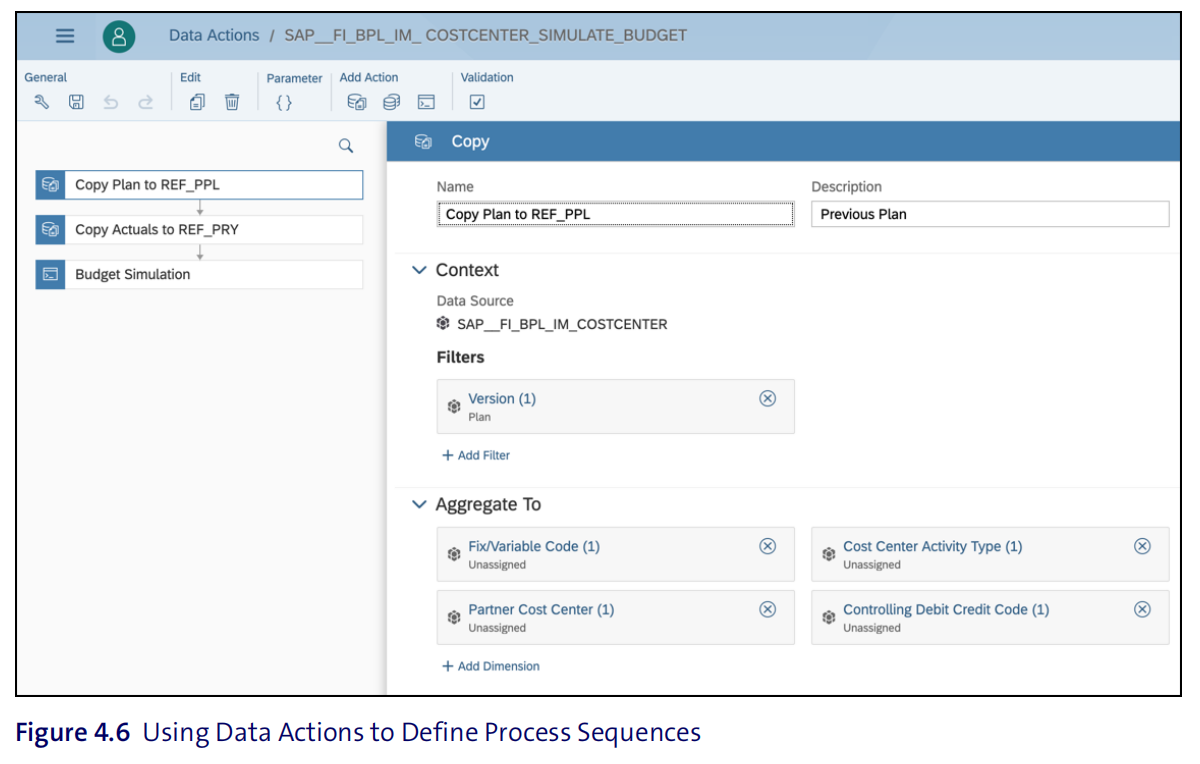 Data Actions / SAP__FI_BPL_IM_ COSTCENTER_SIMULATE_BUDGET
General Edit Parameter Add Action Validation
{ }
Copy
Name Description
Copy Plan to REF_PPL Previous Plan
Copy Plan to REF_PPL
Copy Actuals to REF_PRY
Budget Simulation
Context
Data Source
SAP__FI_BPL_IM_COSTCENTER
Filters
Version (1)
Plan
+ Add Filter
Aggregate To
Fix/Variable Code (1) Cost Center Activity Type (1)
Unassigned Unassigned
Partner Cost Center (1) Controlling Debit Credit Code (1)
Unassigned Unassigned
+ Add Dimension
Figure 4.6 Using Data Actions to Define Process Sequences